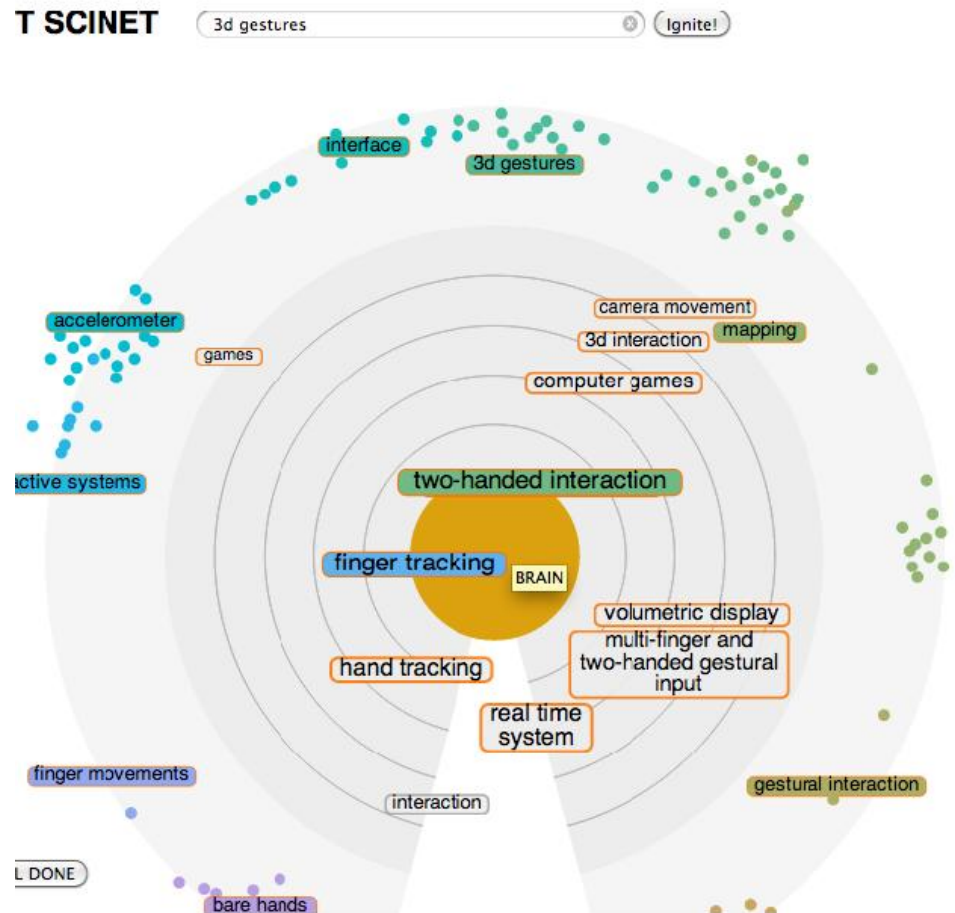 T SCINET
3d gestures
Ignite!
interface
3d gestures
camera movement
accelerometer
mapping
3d interaction
games
computer games
two-handed interaction
active systems
finger tracking
BRAIN
volumetric display
multi-finger and
two-handed gestural
input
hand tracking
real time
system
finger movements
gestural interaction
interaction
L DONE
bare hands